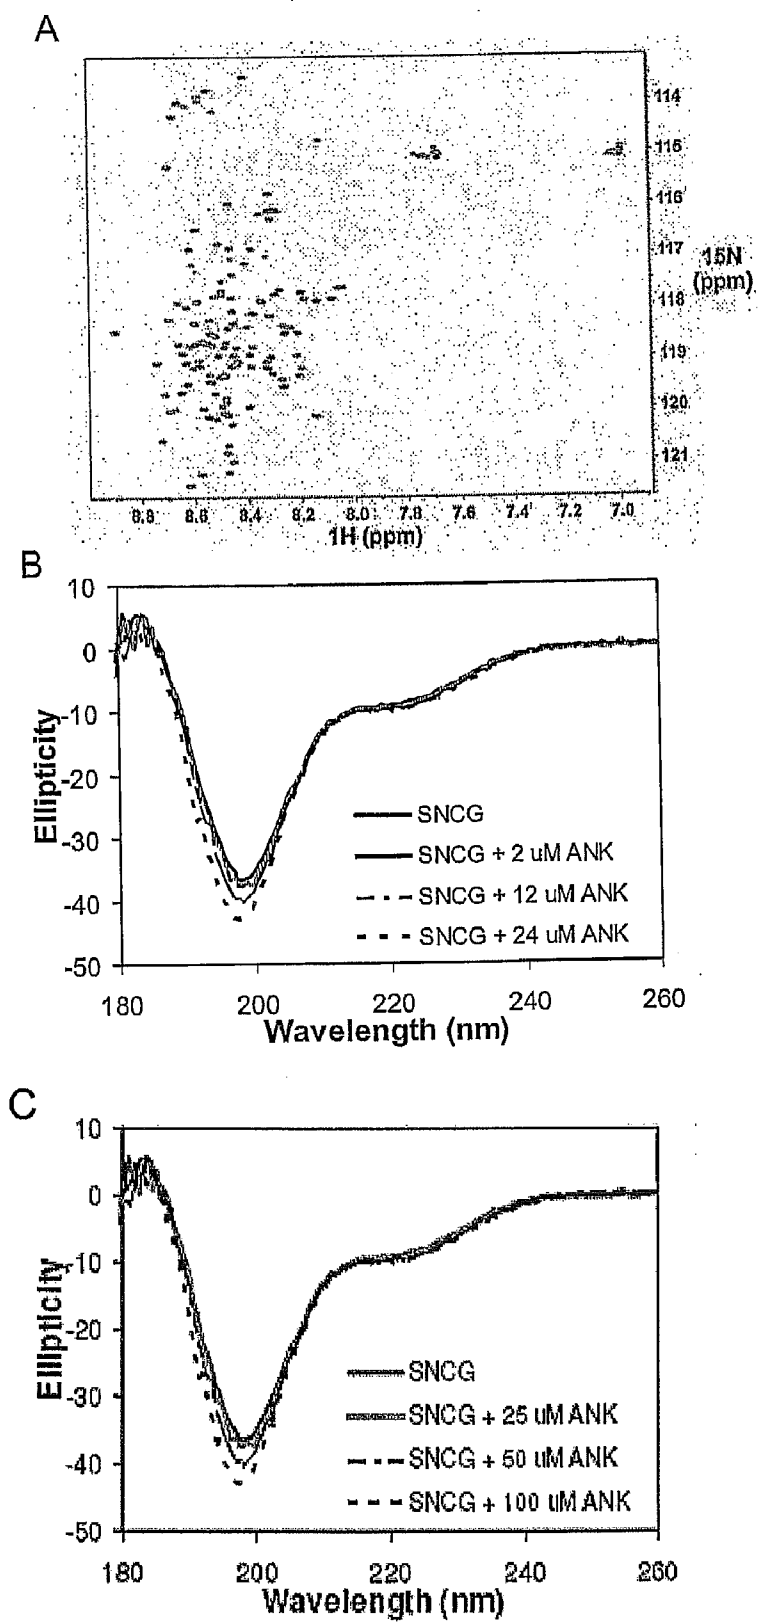 A
114
115
116
117
15N
(ppm)
118
119
120
121
8.8 8.6 8.4 8.2 8.0 7.8 7.6 7.4 7.2 7.0
1H (ppm)
B
10
0
-10
-20
-30
-40
-50
Ellipticity
SNCG
SNCG + 2 uM ANK
SNCG + 12 uM ANK
SNCG + 24 uM ANK
180 200 220 240 260
Wavelength (nm)
C
10
0
-10
-20
-30
-40
-50
Ellipticity
SNCG
SNCG + 25 uM ANK
SNCG + 50 uM ANK
SNCG + 100 uM ANK
180 200 220 240 260
Wavelength (nm)